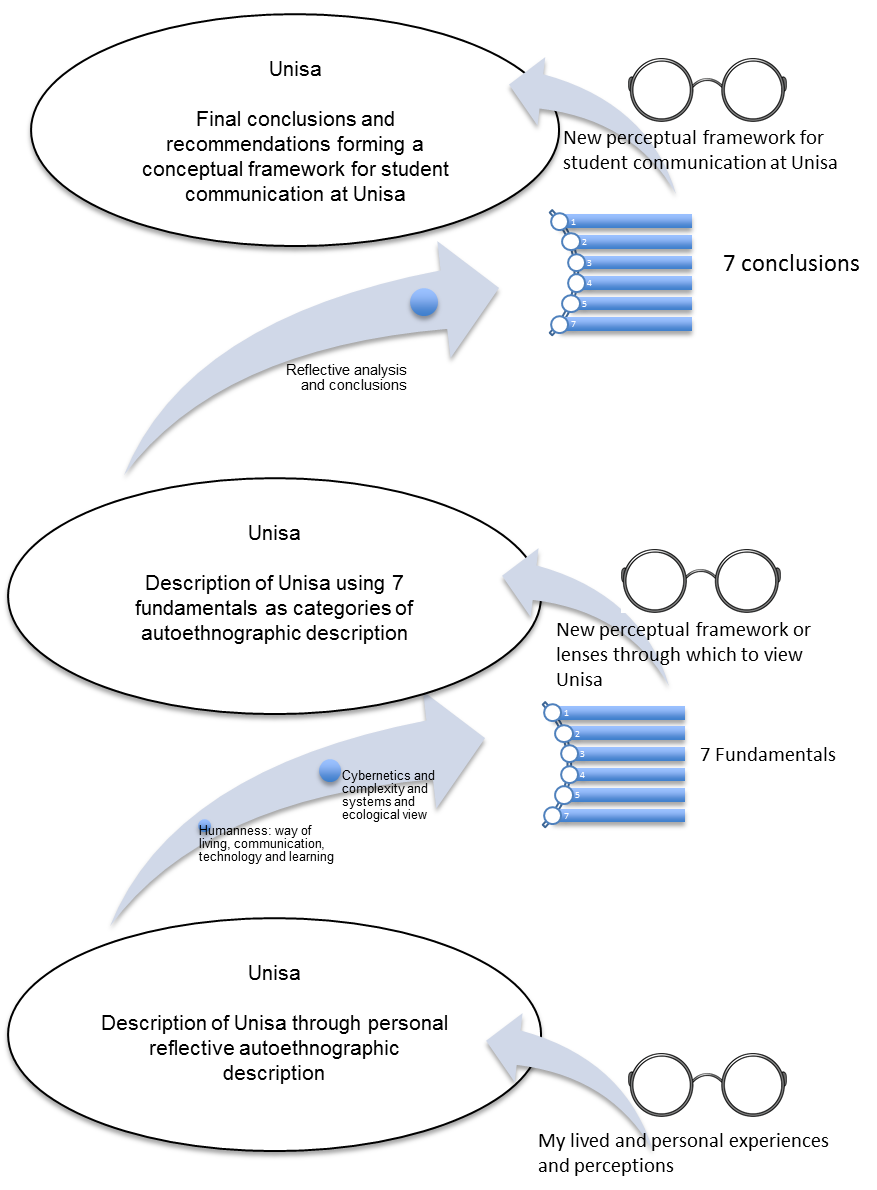 Unisa
Final conclusions and
recommendations forming a
conceptual framework for student
communication at Unisa
New perceptual framework for
student communication at Unisa
1
2
3
4
5
7
7 conclusions
Reflective analysis
and conclusions
Unisa
Description of Unisa using 7
fundamentals as categories of
autoethnographic description
New perceptual framework or
lenses through which to view
Unisa
1
2
3
4
5
7
7 Fundamentals
Cybernetics and
complexity and
systems and
ecological view
Humanness: way of
living, communication,
technology and learning
Unisa
Description of Unisa through personal
reflective autoethnographic
description
My lived and personal experiences
and perceptions